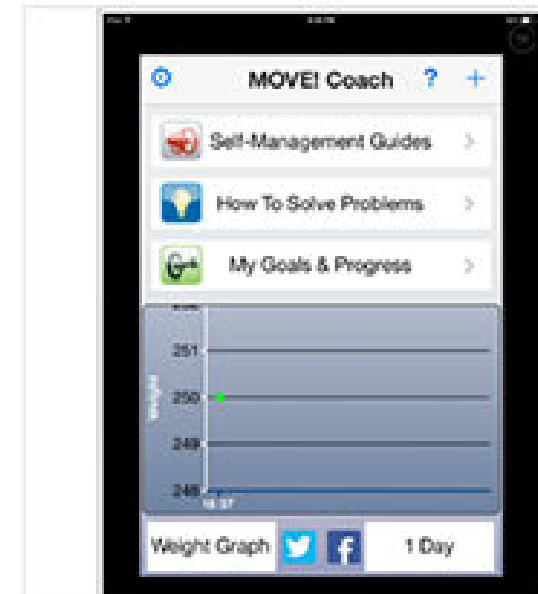 MOVE! Coach ? +
Self-Management Guides
How To Solve Problems
My Goals & Progress
251
Weight
250
249
248
Weight Graph
1 Day